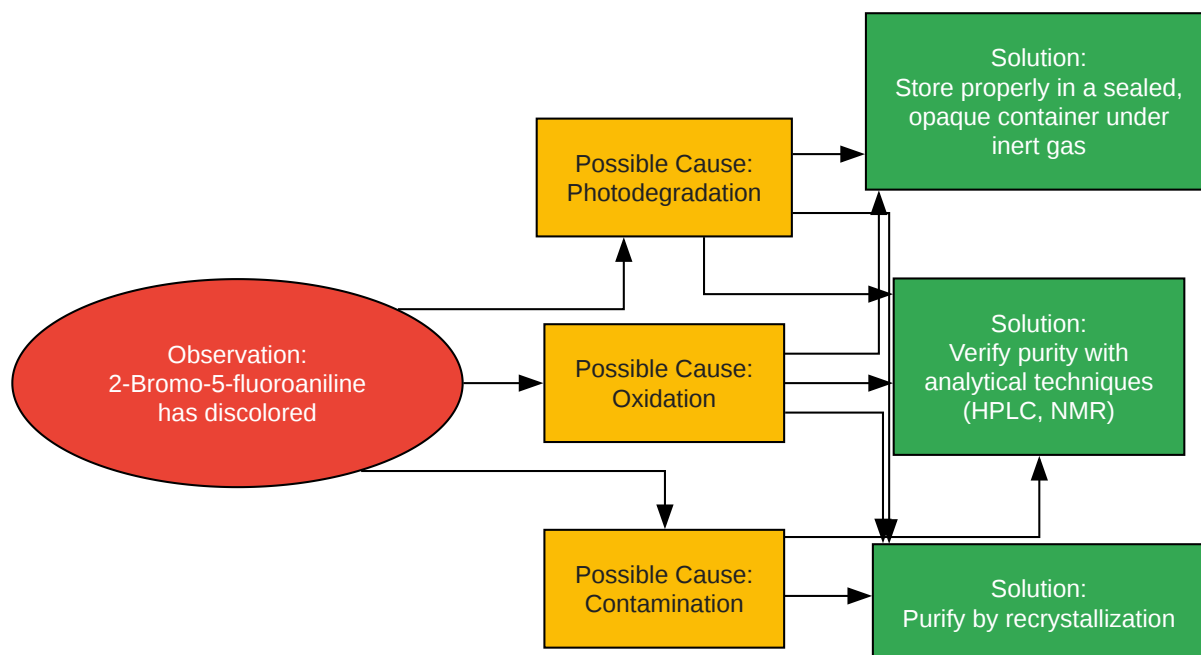 Observation:
2-Bromo-5-fluoroaniline
has discolored
Possible Cause:
Photodegradation
Possible Cause:
Oxidation
Possible Cause:
Contamination
Solution:
Store properly in a sealed,
opaque container under
inert gas
Solution:
Verify purity with
analytical techniques
(HPLC, NMR)
Solution:
Purify by recrystallization